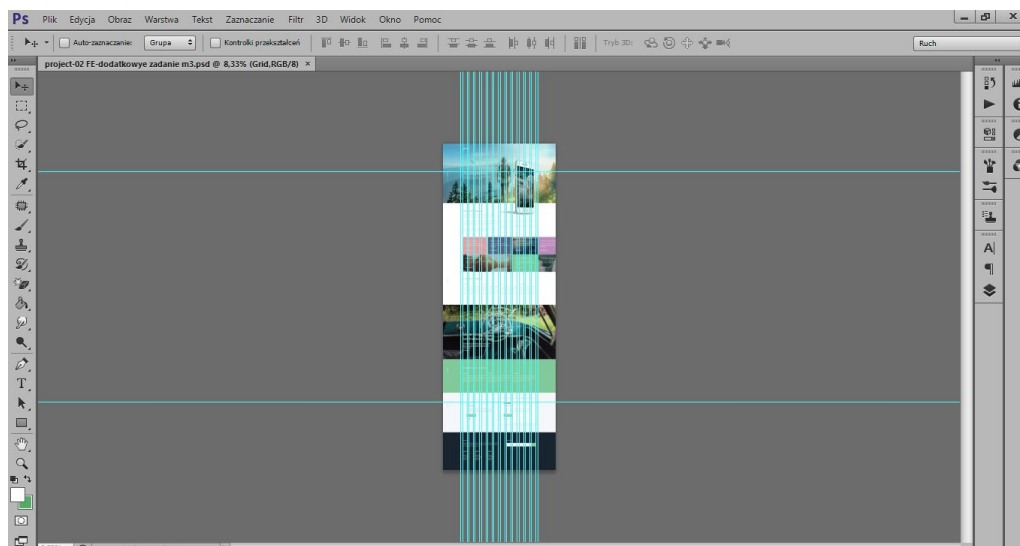 Ps Plik Edycja Obraz Warstwa Tekst Zaznaczanie Filtr 3D Widok Okno Pomoc
Auto-zaznaczanie: Grupa Kontrolki przekształceń Tryb 3D: Ruch
project-02 FE-dodatkowye zadanie m3.psd @ 8,33% (Grid,RGB/8) ×